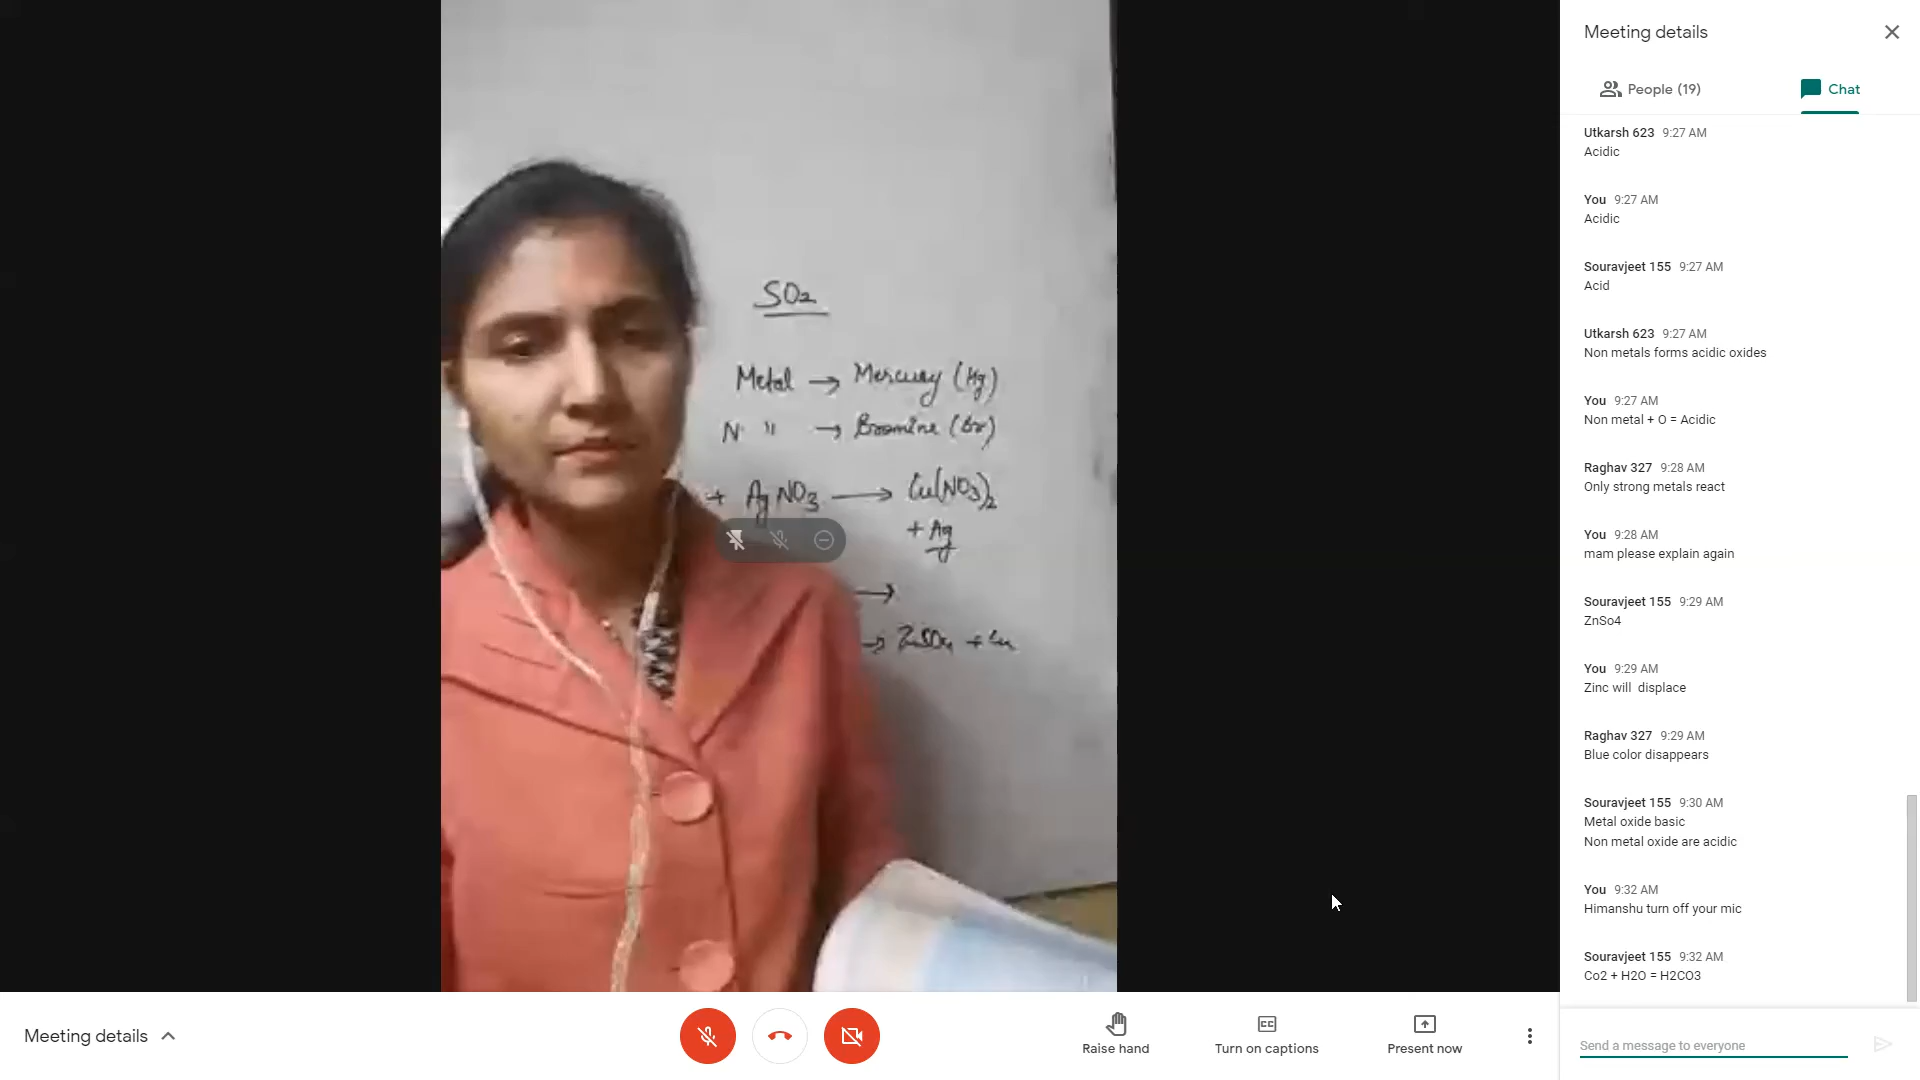 SO2
Metal → Mercury (Hg)
N. " → Bromine (Br)
+ AgNO3 → Cu(NO3)2
+ Ag
→
→ ZnSO4 + Cu
Meeting details
People (19)
Chat
Utkarsh 623 9:27 AM
Acidic
You 9:27 AM
Acidic
Souravjeet 155 9:27 AM
Acid
Utkarsh 623 9:27 AM
Non metals forms acidic oxides
You 9:27 AM
Non metal + O = Acidic
Raghav 327 9:28 AM
Only strong metals react
You 9:28 AM
mam please explain again
Souravjeet 155 9:29 AM
ZnSo4
You 9:29 AM
Zinc will  displace
Raghav 327 9:29 AM
Blue color disappears
Souravjeet 155 9:30 AM
Metal oxide basic
Non metal oxide are acidic
You 9:32 AM
Himanshu turn off your mic
Souravjeet 155 9:32 AM
Co2 + H2O = H2CO3
Send a message to everyone
Meeting details
Raise hand
CC
Turn on captions
Present now